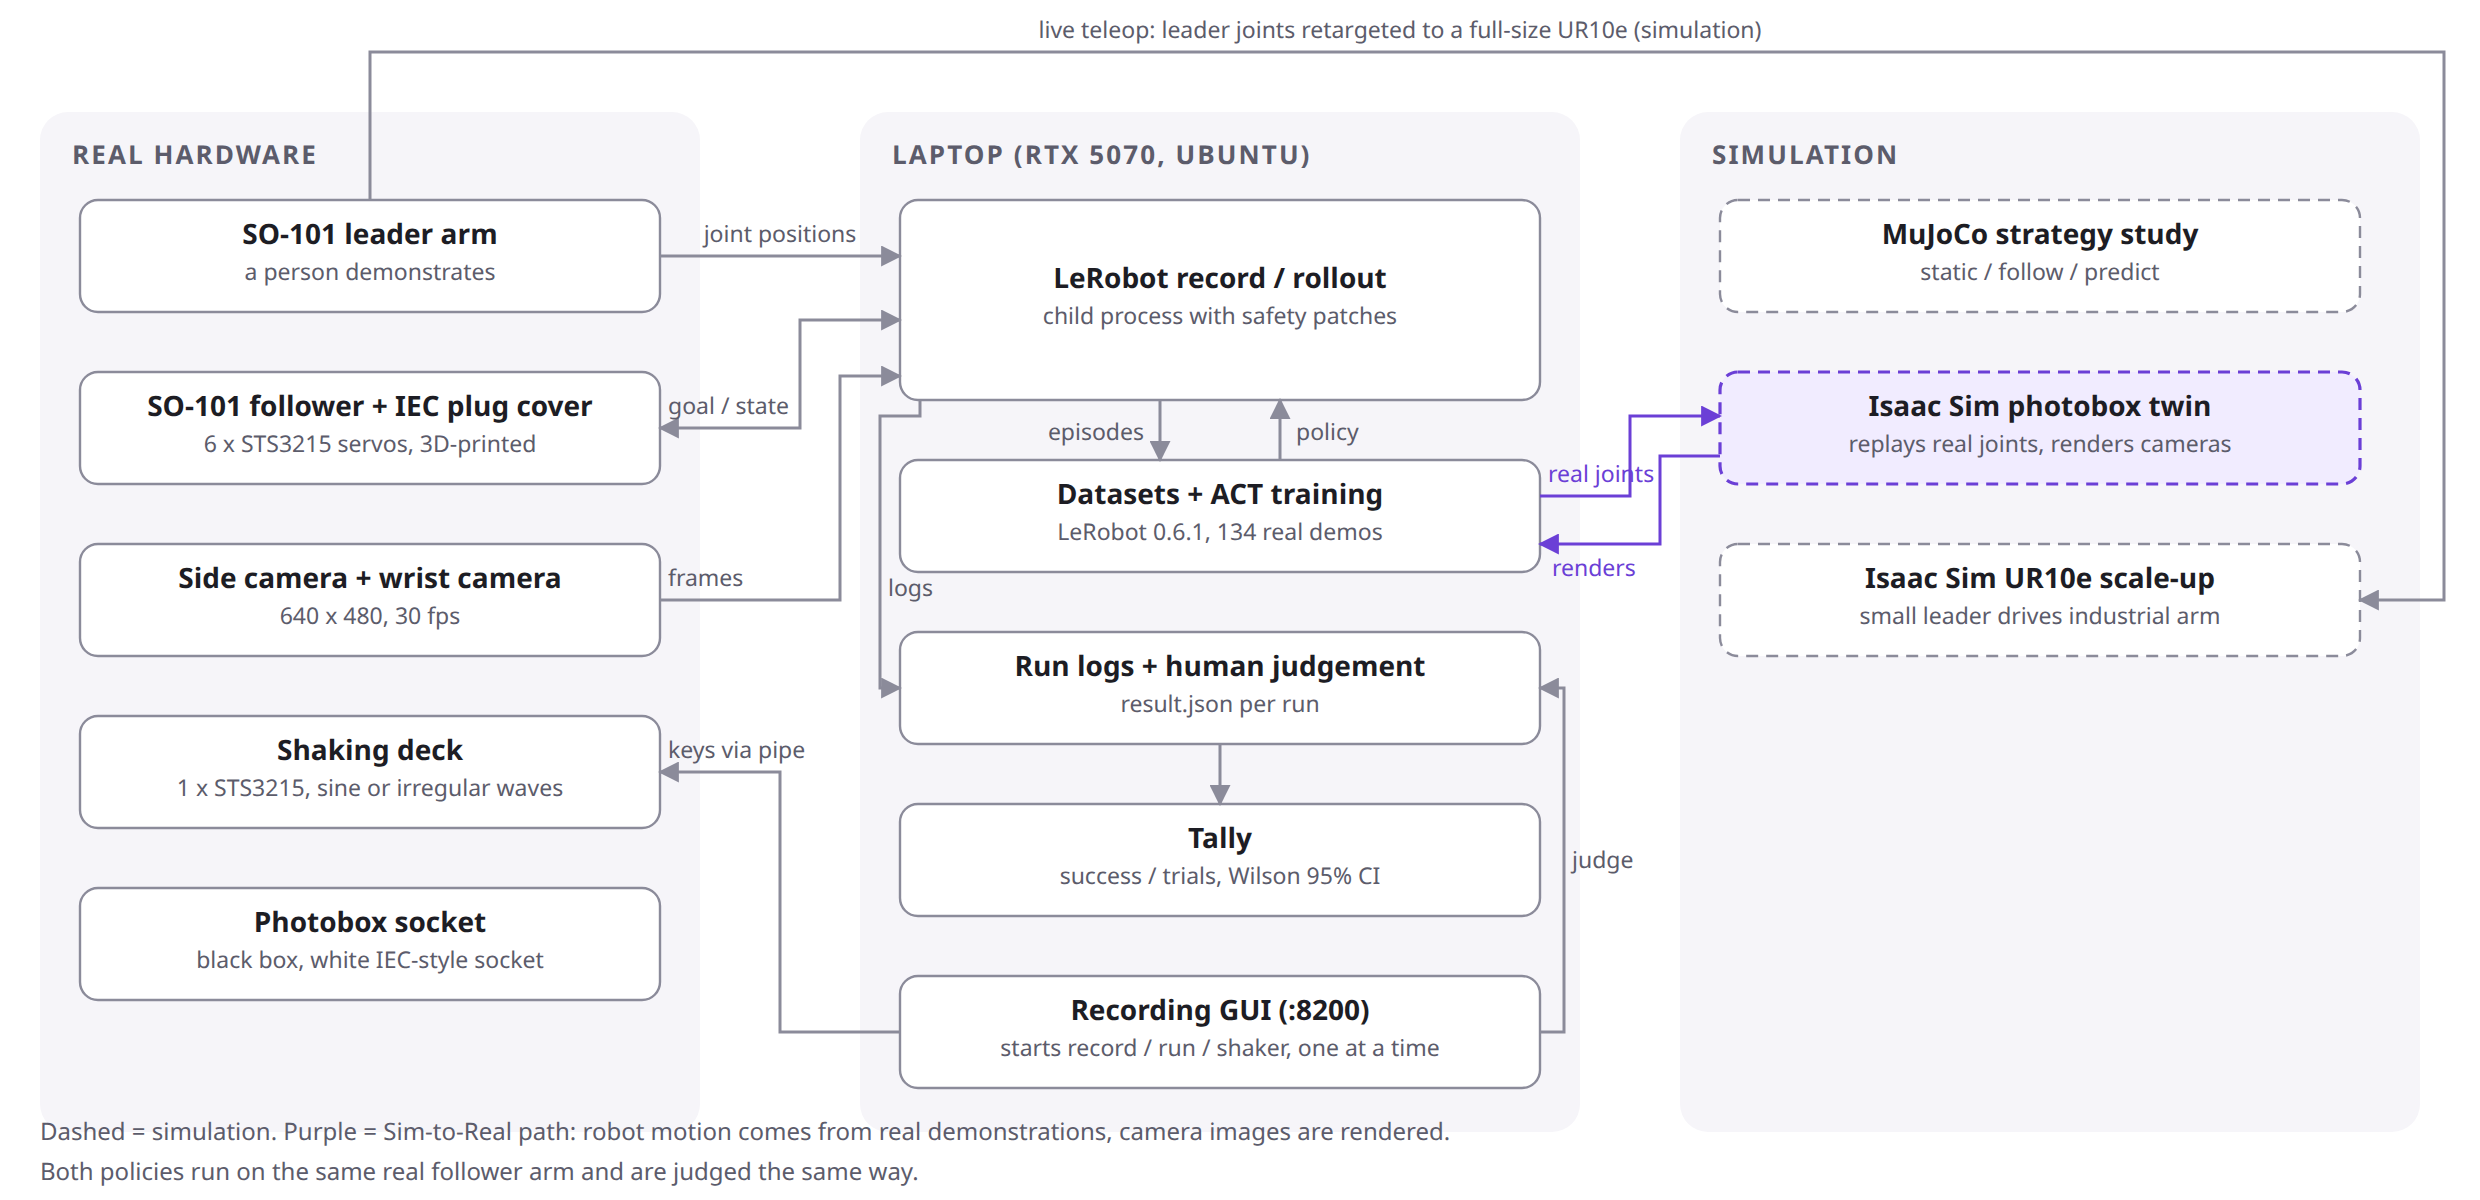 live teleop: leader joints retargeted to a full-size UR10e (simulation)
REAL HARDWARE
SO-101 leader arm
a person demonstrates
joint positions
SO-101 follower + IEC plug cover
6 x STS3215 servos, 3D-printed
goal / state
Side camera + wrist camera
640 x 480, 30 fps
frames
Shaking deck
1 x STS3215, sine or irregular waves
keys via pipe
Photobox socket
black box, white IEC-style socket
LAPTOP (RTX 5070, UBUNTU)
LeRobot record / rollout
child process with safety patches
episodes
policy
Datasets + ACT training
LeRobot 0.6.1, 134 real demos
logs
real joints
renders
Run logs + human judgement
result.json per run
Tally
success / trials, Wilson 95% CI
judge
Recording GUI (:8200)
starts record / run / shaker, one at a time
SIMULATION
MuJoCo strategy study
static / follow / predict
Isaac Sim photobox twin
replays real joints, renders cameras
Isaac Sim UR10e scale-up
small leader drives industrial arm
Dashed = simulation. Purple = Sim-to-Real path: robot motion comes from real demonstrations, camera images are rendered.
Both policies run on the same real follower arm and are judged the same way.